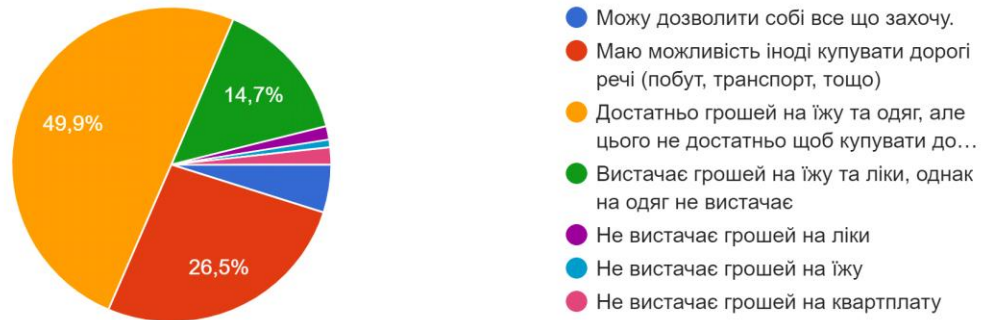 Можу дозволити собі все що захочу.
Маю можливість іноді купувати дорогі
речі (побут, транспорт, тощо)
Достатньо грошей на їжу та одяг, але
цього не достатньо щоб купувати до…
Вистачає грошей на їжу та ліки, однак
на одяг не вистачає
Не вистачає грошей на ліки
Не вистачає грошей на їжу
Не вистачає грошей на квартплату
49,9%
14,7%
26,5%